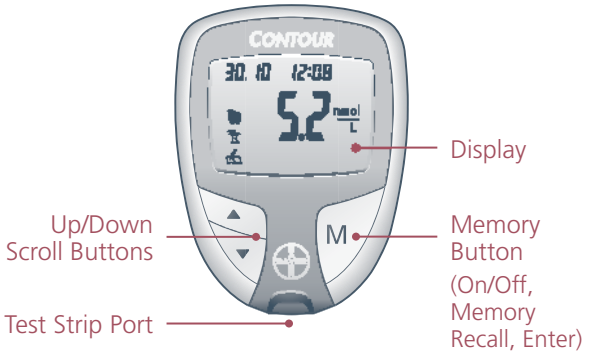 CONTOUR
30.10 12:08
5.2 mmol
L
Display
Up/Down
Scroll Buttons
M
Memory
Button
(On/Off,
Memory
Recall, Enter)
Test Strip Port